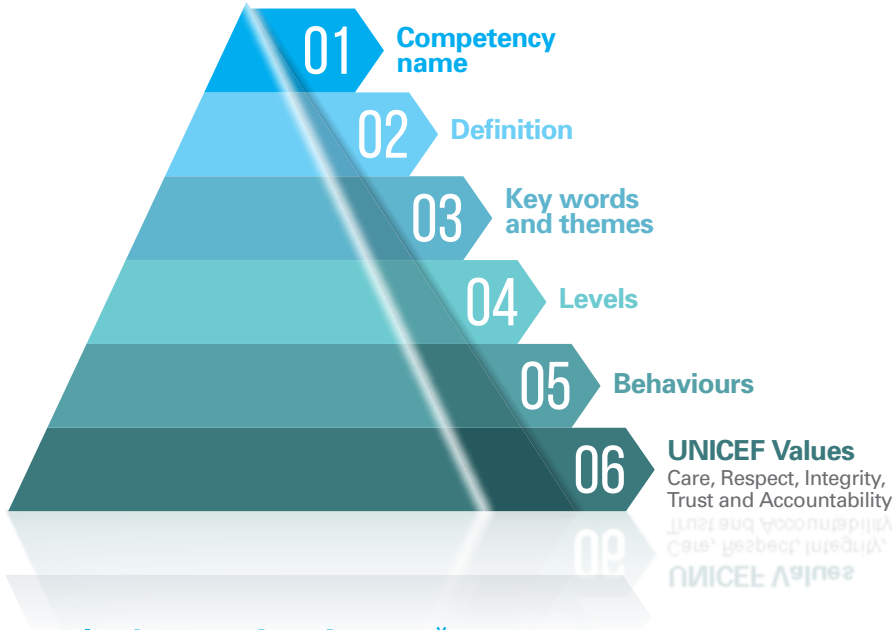 01
Competency
name
02
Definition
03
Key words
and themes
04
Levels
05
Behaviours
06
UNICEF Values
Care, Respect, Integrity,
Trust and Accountability